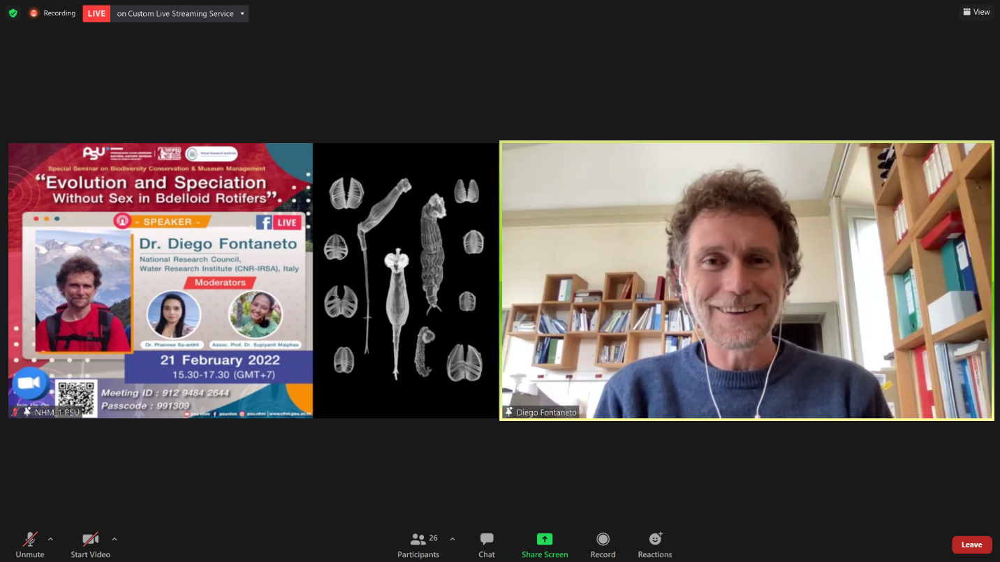 Recording
LIVE
on Custom Live Streaming Service
View
PSU
Water Research Institute
Special Seminar on Biodiversity Conservation & Museum Management
“Evolution and Speciation
Without Sex in Bdelloid Rotifers”.
- SPEAKER -
f LIVE
Dr. Diego Fontaneto
National Research Council,
Water Research Institute (CNR-IRSA), Italy
Moderators
Dr. Phannee Sa-ardrit
Assoc. Prof. Dr. Supiyanit Maiphae
21 February 2022
15.30-17.30 (GMT+7)
Join Us On
Meeting ID : 912 9484 2644
Passcode : 991309
psu nhm psunhm psu.nhm | www.nhm.psu.ac.th
NHM_1 PSU
Diego Fontaneto
Unmute
Start Video
26
Participants
Chat
Share Screen
Record
Reactions
Leave